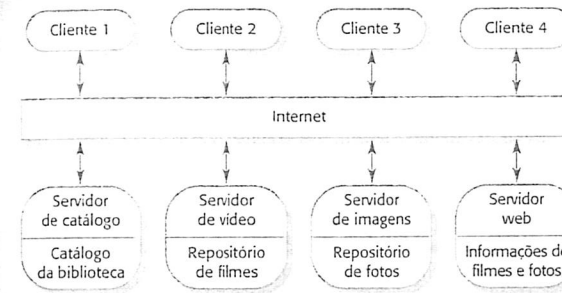 Cliente 1
Cliente 2
Cliente 3
Cliente 4
Internet
Servidor
de catálogo
Catálogo
da biblioteca
Servidor
de vídeo
Repositório
de filmes
Servidor
de imagens
Repositório
de fotos
Servidor
web
Informações de
filmes e fotos